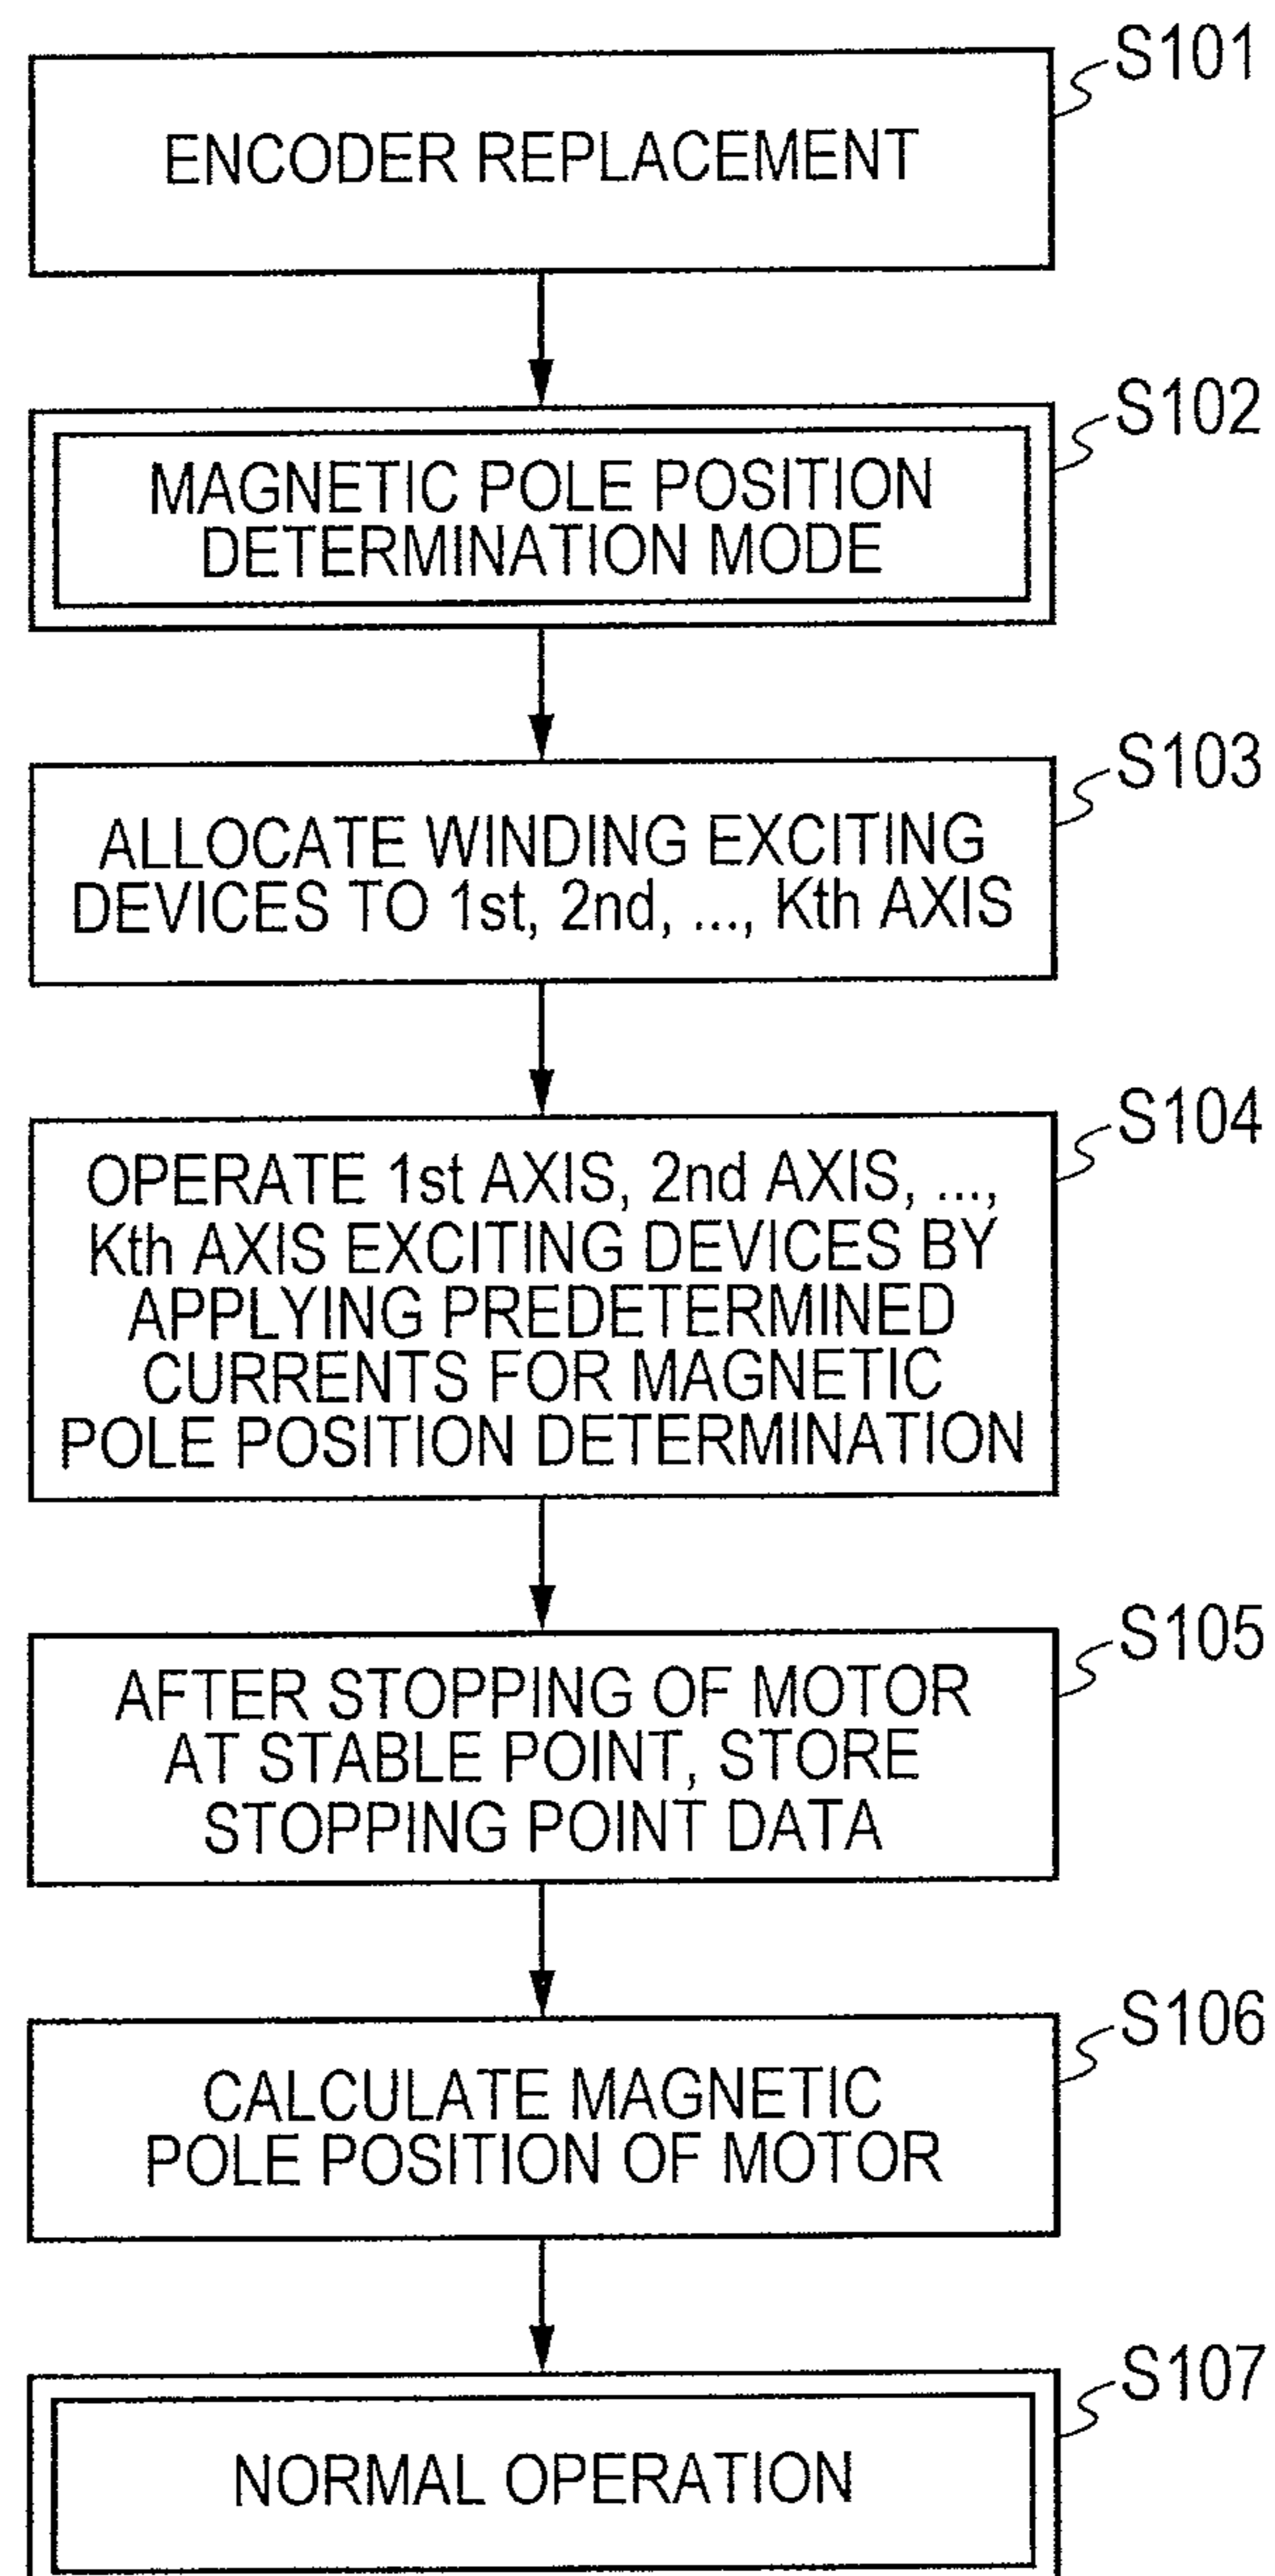 S101
ENCODER REPLACEMENT
S102
MAGNETIC POLE POSITION
DETERMINATION MODE
S103
ALLOCATE WINDING EXCITING
DEVICES TO 1st, 2nd, ..., Kth AXIS
S104
OPERATE 1st AXIS, 2nd AXIS, ...,
Kth AXIS EXCITING DEVICES BY
APPLYING PREDETERMINED
CURRENTS FOR MAGNETIC
POLE POSITION DETERMINATION
S105
AFTER STOPPING OF MOTOR
AT STABLE POINT, STORE
STOPPING POINT DATA
S106
CALCULATE MAGNETIC
POLE POSITION OF MOTOR
S107
NORMAL OPERATION